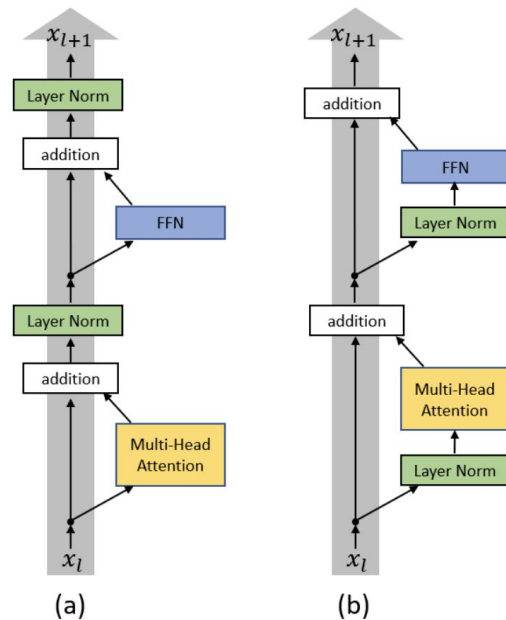 x_{l+1}
Layer Norm
addition
FFN
Layer Norm
addition
Multi-Head
Attention
x_l
(a)
x_{l+1}
addition
FFN
Layer Norm
addition
Multi-Head
Attention
Layer Norm
x_l
(b)